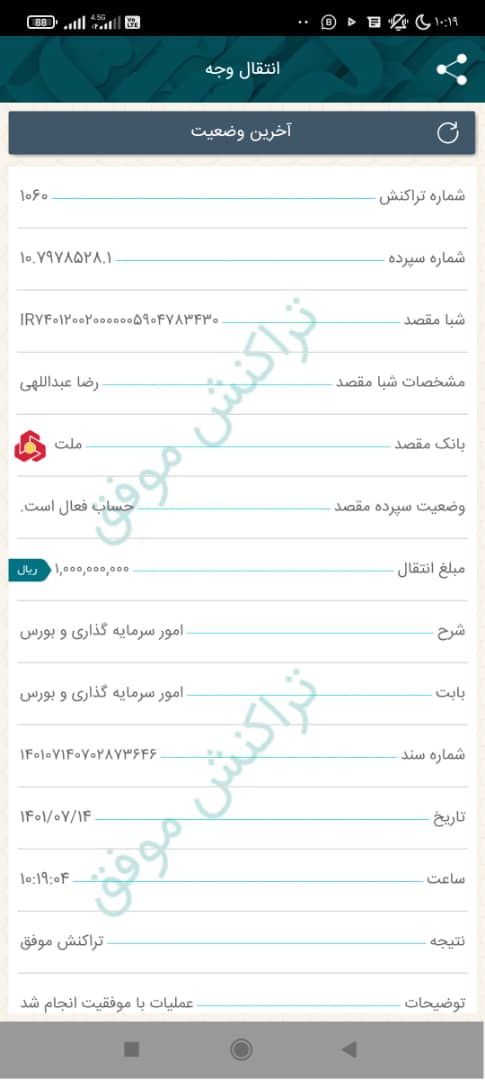 88 4.5G Vo LTE B ۱۰:۱۹
انتقال وجه
آخرین وضعیت
شماره تراکنش ۱۰۶۰
شماره سپرده ۱۰.۷۹۷۸۵۲۸.۱
شبا مقصد IR۷۴۰۱۲۰۰۲۰۰۰۰۰۰۵۹۰۴۷۸۳۴۳۰
مشخصات شبا مقصد رضا عبداللهی
بانک مقصد ملت
وضعیت سپرده مقصد حساب فعال است.
مبلغ انتقال ۱,۰۰۰,۰۰۰,۰۰۰ ریال
شرح امور سرمایه گذاری و بورس
بابت امور سرمایه گذاری و بورس
شماره سند ۱۴۰۱۰۷۱۴۰۷۰۲۸۷۳۶۴۶
تاریخ ۱۴۰۱/۰۷/۱۴
ساعت ۱۰:۱۹:۰۴
نتیجه تراکنش موفق
توضیحات عملیات با موفقیت انجام شد
تراکنش موفق
تراکنش موفق